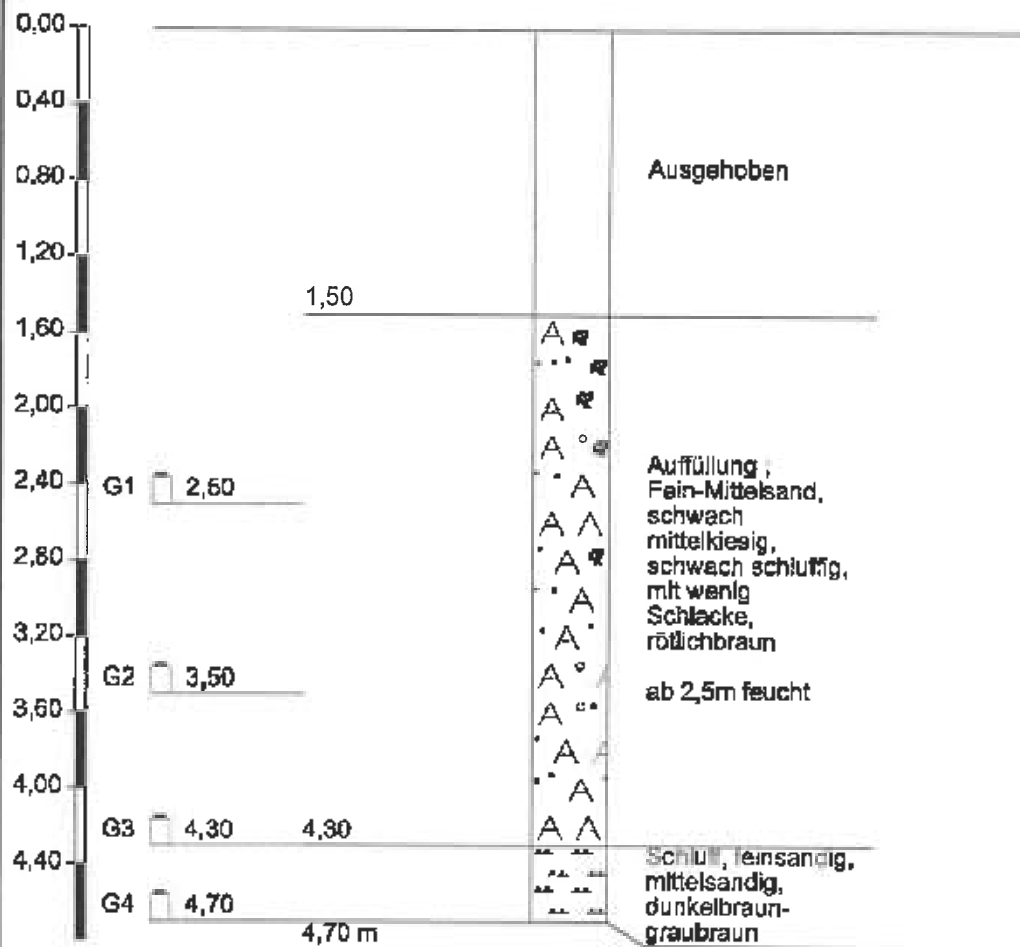 0,00
0,40
0,80
1,20
1,60
2,00
2,40
2,80
3,20
3,60
4,00
4,40
Ausgehoben
1,50
G1 2,50
Auffüllung ;
Fein-Mittelsand,
schwach
mittelkiesig,
schwach schluffig,
mit wenig
Schlacke,
rötlichbraun
G2 3,50
ab 2,5m feucht
G3 4,30 4,30
Schluff, feinsandig,
mittelsandig,
dunkelbraun-
graubraun
G4 4,70
4,70 m